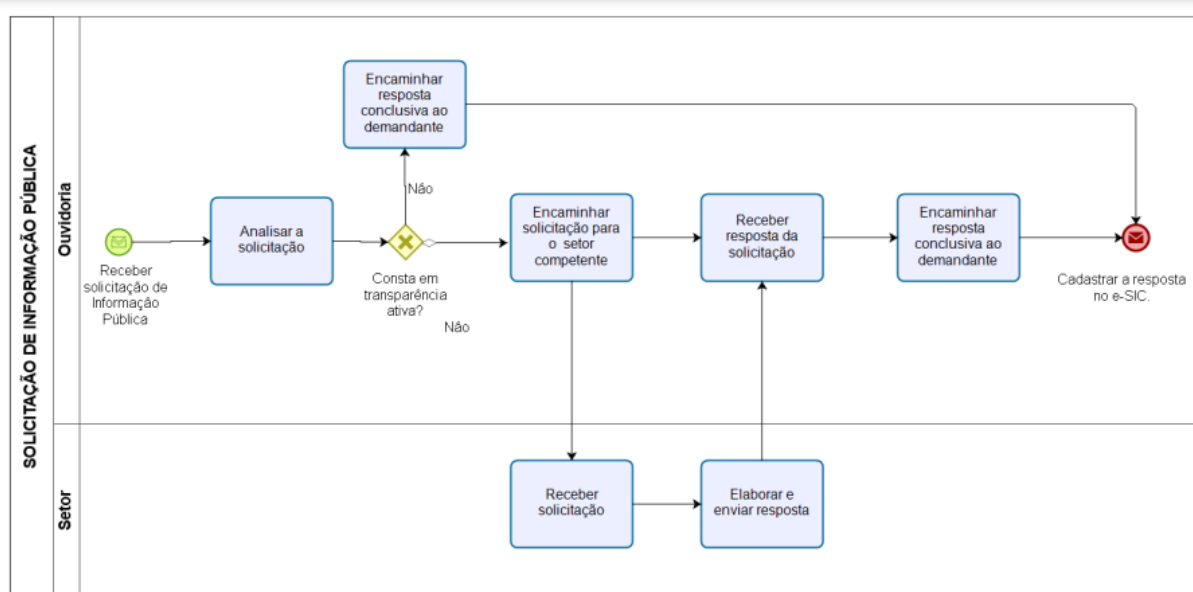 SOLICITAÇÃO DE INFORMAÇÃO PÚBLICA
Ouvidoria
Receber
solicitação de
Informação
Pública
Analisar a
solicitação
Consta em
transparência
ativa?
Não
Encaminhar
resposta
conclusiva ao
demandante
Não
Encaminhar
solicitação para
o setor
competente
Receber
resposta da
solicitação
Encaminhar
resposta
conclusiva ao
demandante
Cadastrar a resposta
no e-SIC.
Setor
Receber
solicitação
Elaborar e
enviar resposta